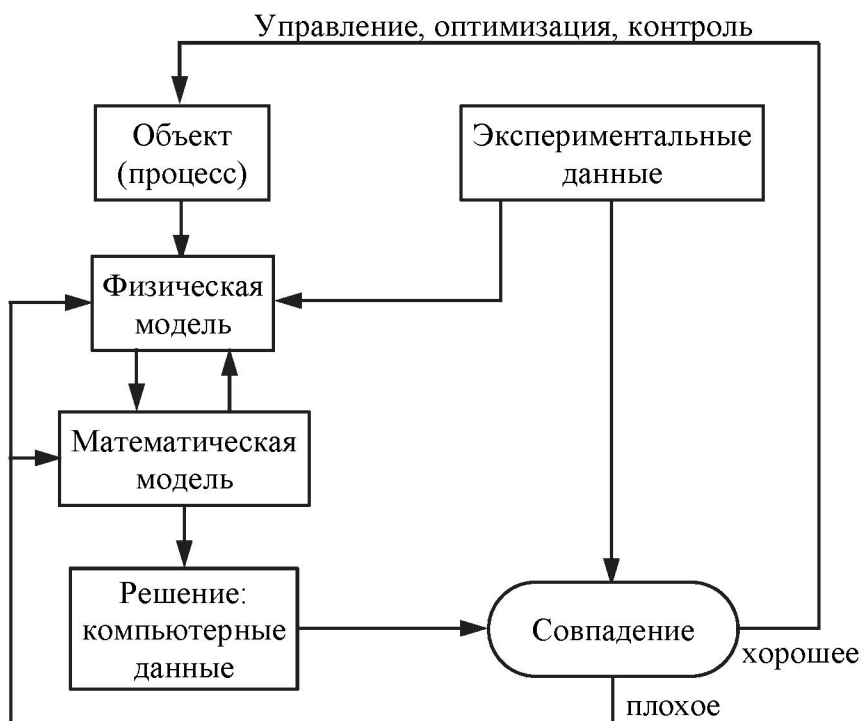 Управление, оптимизация, контроль
Объект
(процесс)
Экспериментальные
данные
Физическая
модель
Математическая
модель
Решение:
компьютерные
данные
Совпадение
хорошее
плохое